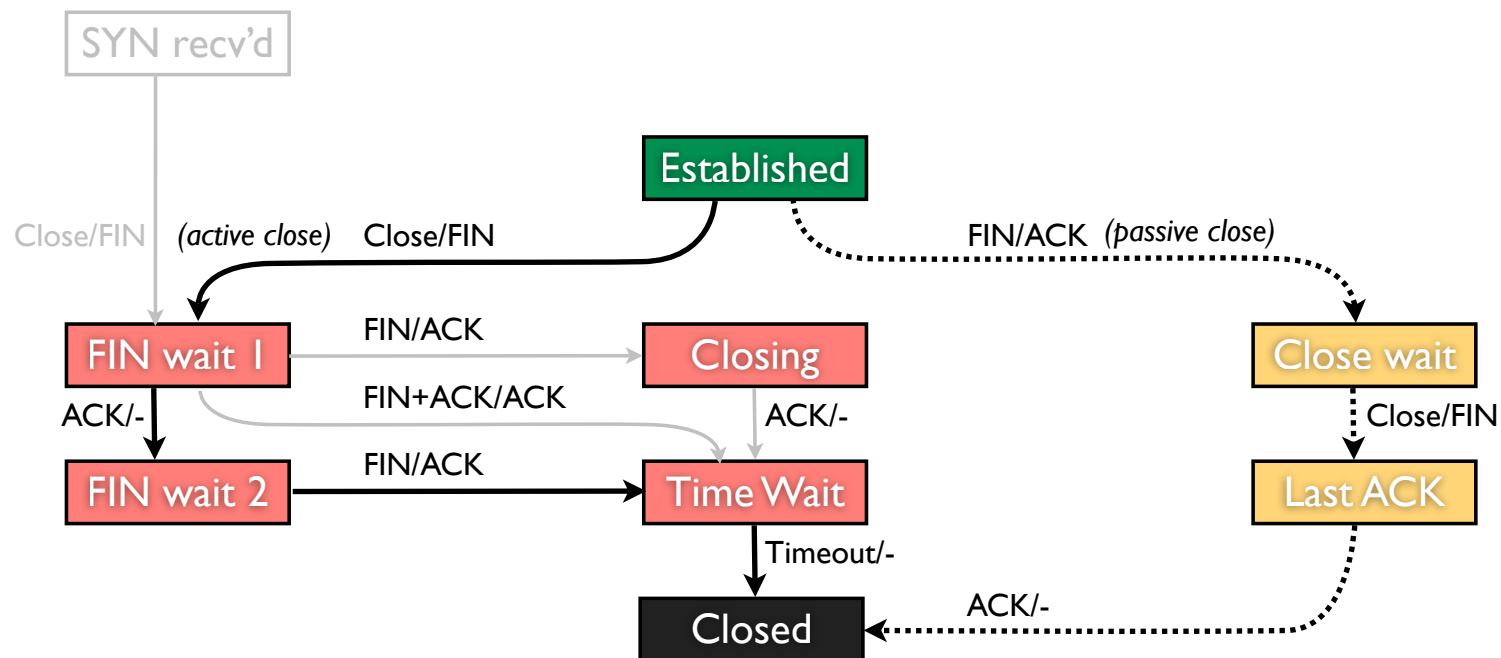 SYN recv’d
Established
Close/FIN
(active close)
Close/FIN
FIN/ACK
(passive close)
FIN wait 1
FIN/ACK
Closing
Close wait
FIN+ACK/ACK
ACK/-
ACK/-
Close/FIN
FIN wait 2
FIN/ACK
Time Wait
Last ACK
Timeout/-
ACK/-
Closed